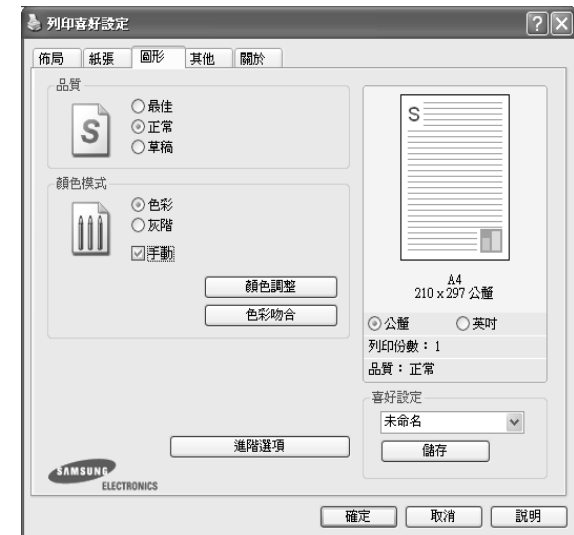 列印喜好設定
佈局 紙張 圖形 其他 關於
品質
最佳
正常
草稿
S
顏色模式
色彩
灰階
手動
顏色調整
色彩吻合
進階選項
SAMSUNG
ELECTRONICS
S
A4
210 x 297 公釐
公釐 英吋
列印份數：1
品質：正常
喜好設定
未命名
儲存
確定 取消 說明